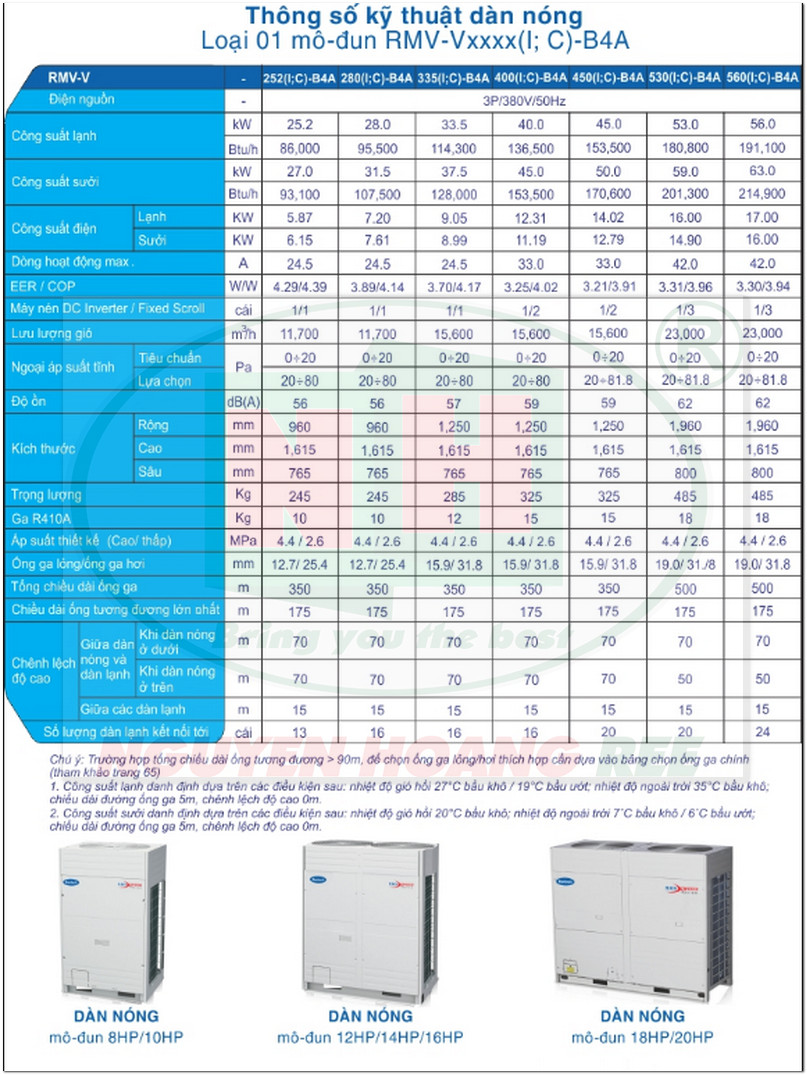 Thông số kỹ thuật dàn nóng
Loại 01 mô-đun RMV-Vxxxx(I; C)-B4A
RMV-V - 252(I;C)-B4A 280(I;C)-B4A 335(I;C)-B4A 400(I;C)-B4A 450(I;C)-B4A 530(I;C)-B4A 560(I;C)-B4A
Điện nguồn - 3P/380V/50Hz
Công suất lạnh kW 25.2 28.0 33.5 40.0 45.0 53.0 56.0
Btu/h 86,000 95,500 114,300 136,500 153,500 180,800 191,100
Công suất sưởi kW 27.0 31.5 37.5 45.0 50.0 59.0 63.0
Btu/h 93,100 107,500 128,000 153,500 170,600 201,300 214,900
Công suất điện Lạnh KW 5.87 7.20 9.05 12.31 14.02 16.00 17.00
Sưởi KW 6.15 7.61 8.99 11.19 12.79 14.90 16.00
Dòng hoạt động max. A 24.5 24.5 24.5 33.0 33.0 42.0 42.0
EER / COP W/W 4.29/4.39 3.89/4.14 3.70/4.17 3.25/4.02 3.21/3.91 3.31/3.96 3.30/3.94
Máy nén DC Inverter / Fixed Scroll cái 1/1 1/1 1/1 1/2 1/2 1/3 1/3
Lưu lượng gió m³/h 11,700 11,700 15,600 15,600 15,600 23,000 23,000
Ngoại áp suất tĩnh Tiêu chuẩn Pa 0÷20 0÷20 0÷20 0÷20 0÷20 0÷20 0÷20
Lựa chọn 20÷80 20÷80 20÷80 20÷80 20÷81.8 20÷81.8 20÷81.8
Độ ồn dB(A) 56 56 57 59 59 62 62
Kích thước Rộng mm 960 960 1,250 1,250 1,250 1,960 1,960
Cao mm 1,615 1,615 1,615 1,615 1,615 1,615 1,615
Sâu mm 765 765 765 765 765 800 800
Trọng lượng Kg 245 245 285 325 325 485 485
Ga R410A Kg 10 10 12 15 15 18 18
Áp suất thiết kế (Cao/ thấp) MPa 4.4 / 2.6 4.4 / 2.6 4.4 / 2.6 4.4 / 2.6 4.4 / 2.6 4.4 / 2.6 4.4 / 2.6
Ống ga lỏng/ống ga hơi mm 12.7/ 25.4 12.7/ 25.4 15.9/ 31.8 15.9/ 31.8 15.9/ 31.8 19.0/ 31./8 19.0/ 31.8
Tổng chiều dài ống ga m 350 350 350 350 350 500 500
Chiều dài ống tương đương lớn nhất m 175 175 175 175 175 175 175
Chênh lệch độ cao Giữa dàn nóng và dàn lạnh Khi dàn nóng ở dưới m 70 70 70 70 70 70 70
Khi dàn nóng ở trên m 70 70 70 70 70 50 50
Giữa các dàn lạnh m 15 15 15 15 15 15 15
Số lượng dàn lạnh kết nối tới cái 13 16 16 16 20 20 24
NH
®
Bring you the best
NGUYEN HOANG REE
Chú ý: Trường hợp tổng chiều dài ống tương đương > 90m, để chọn ống ga lỏng/hơi thích hợp cần dựa vào bảng chọn ống ga chính
(tham khảo trang 65)
1. Công suất lạnh danh định dựa trên các điều kiện sau: nhiệt độ gió hồi 27°C bầu khô / 19°C bầu ướt; nhiệt độ ngoài trời 35°C bầu khô;
chiều dài đường ống ga 5m, chênh lệch độ cao 0m.
2. Công suất sưởi danh định dựa trên các điều kiện sau: nhiệt độ gió hồi 20°C bầu khô; nhiệt độ ngoài trời 7°C bầu khô / 6°C bầu ướt;
chiều dài đường ống ga 5m, chênh lệch độ cao 0m.
DÀN NÓNG
mô-đun 8HP/10HP
DÀN NÓNG
mô-đun 12HP/14HP/16HP
DÀN NÓNG
mô-đun 18HP/20HP